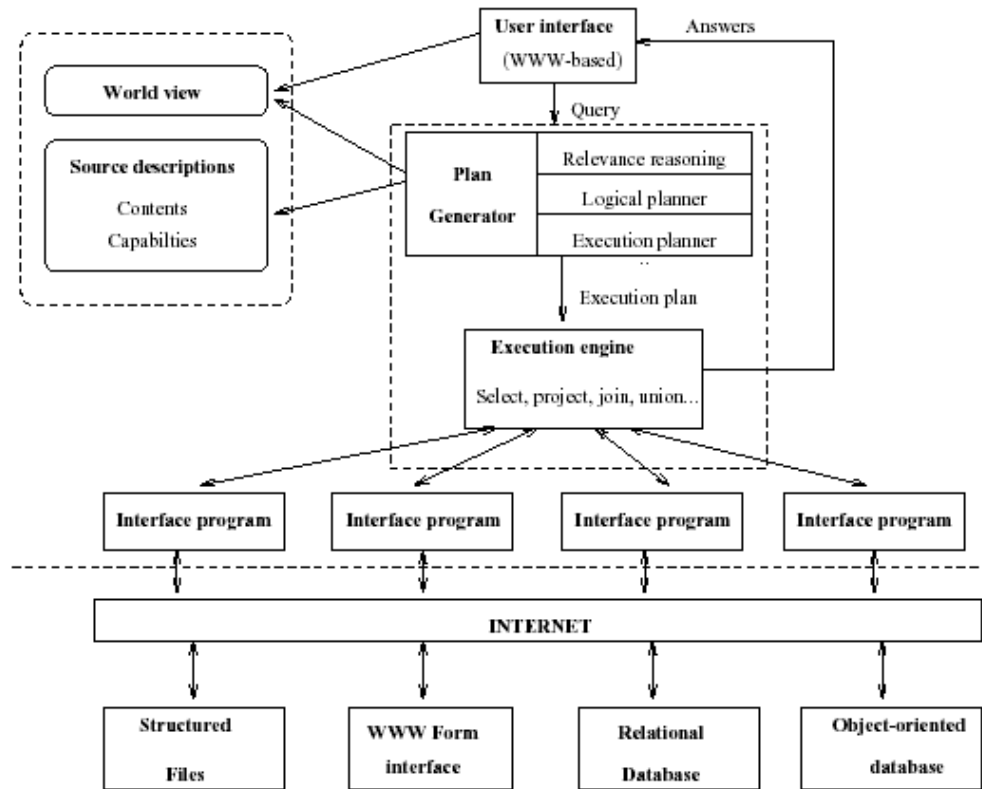 User interface
(WWW-based)
Answers
World view
Query
Source descriptions
Contents
Capabilties
Plan
Generator
Relevance reasoning
Logical planner
Execution planner
Execution plan
Execution engine
Select, project, join, union...
Interface program
Interface program
Interface program
Interface program
INTERNET
Structured
Files
WWW Form
interface
Relational
Database
Object-oriented
database